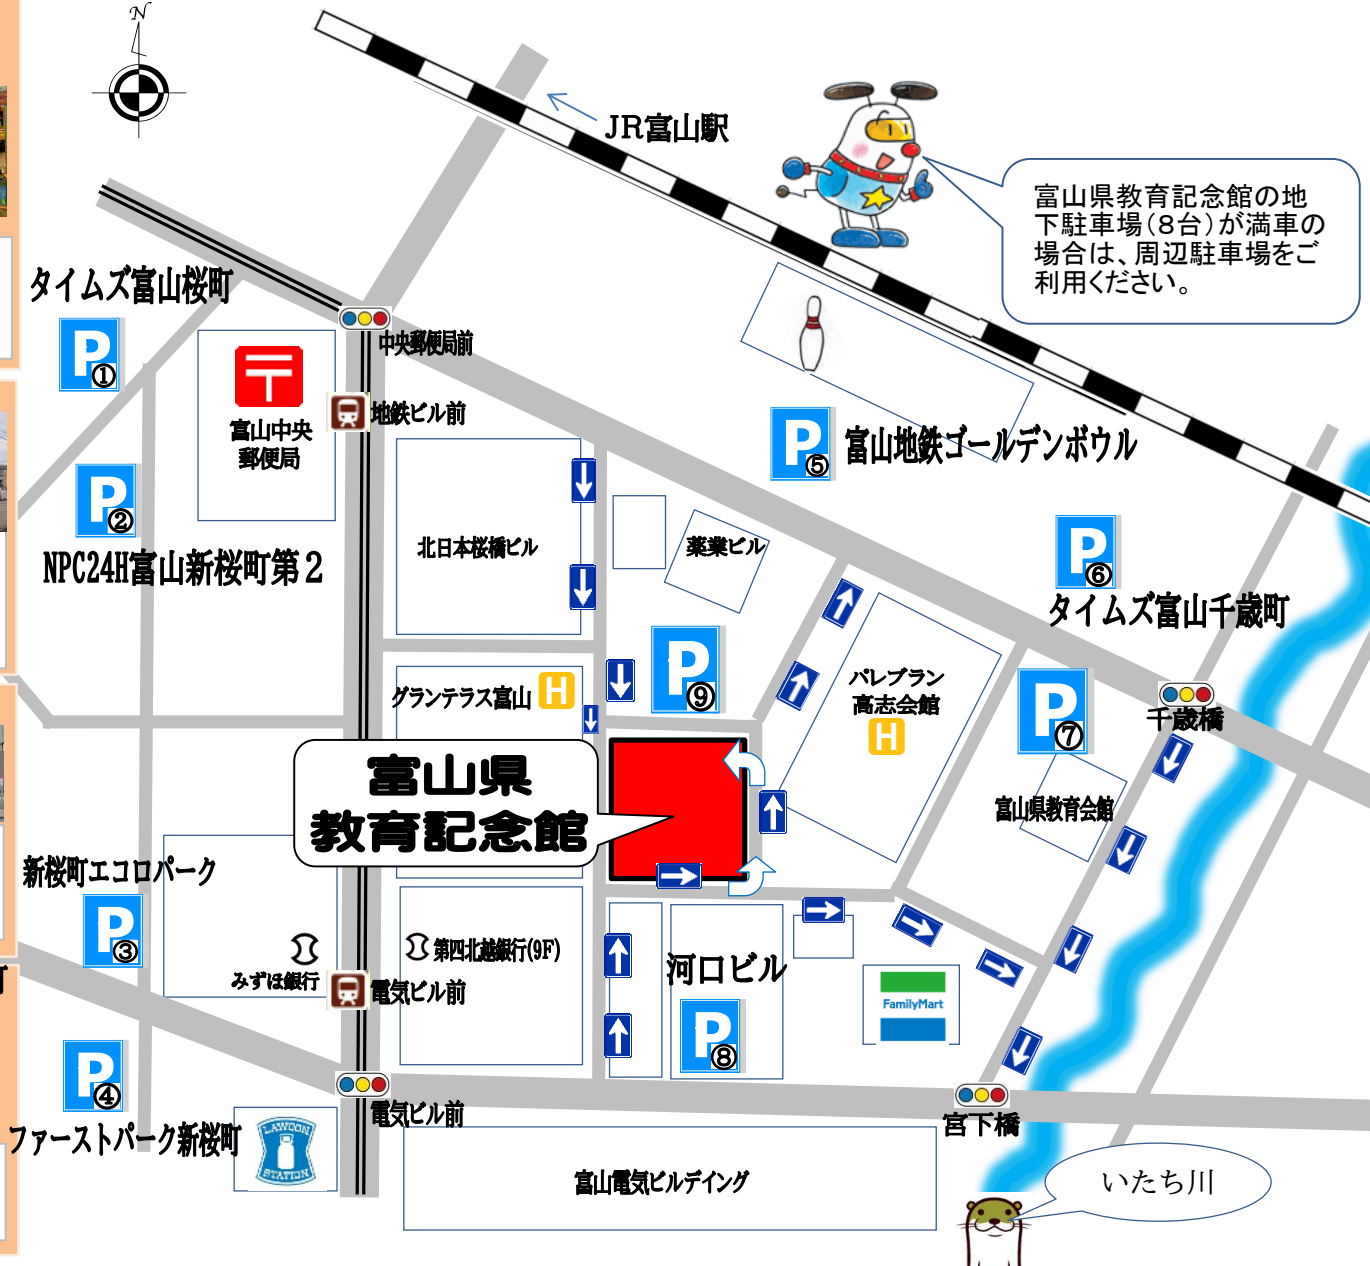 N
JR富山駅
富山県教育記念館の地
下駐車場(8台)が満車の
場合は、周辺駐車場をご
利用ください。
タイムズ富山桜町
P①
中央郵便局前
富山中央
郵便局
地鉄ビル前
P②
NPC24H富山新桜町第2
P⑤
富山地鉄ゴールデンボウル
北日本桜橋ビル
薬業ビル
P⑥
タイムズ富山千歳町
グランテラス富山
H
P⑨
パレブラン
高志会館
H
P⑦
千歳橋
富山県
教育記念館
富山県教育会館
新桜町エコロパーク
P③
みずほ銀行
第四北越銀行(9F)
河口ビル
P⑧
FamilyMart
電気ビル前
P④
ファーストパーク新桜町
LAWSON
STATION
電気ビル前
宮下橋
富山電気ビルデイング
いたち川
町